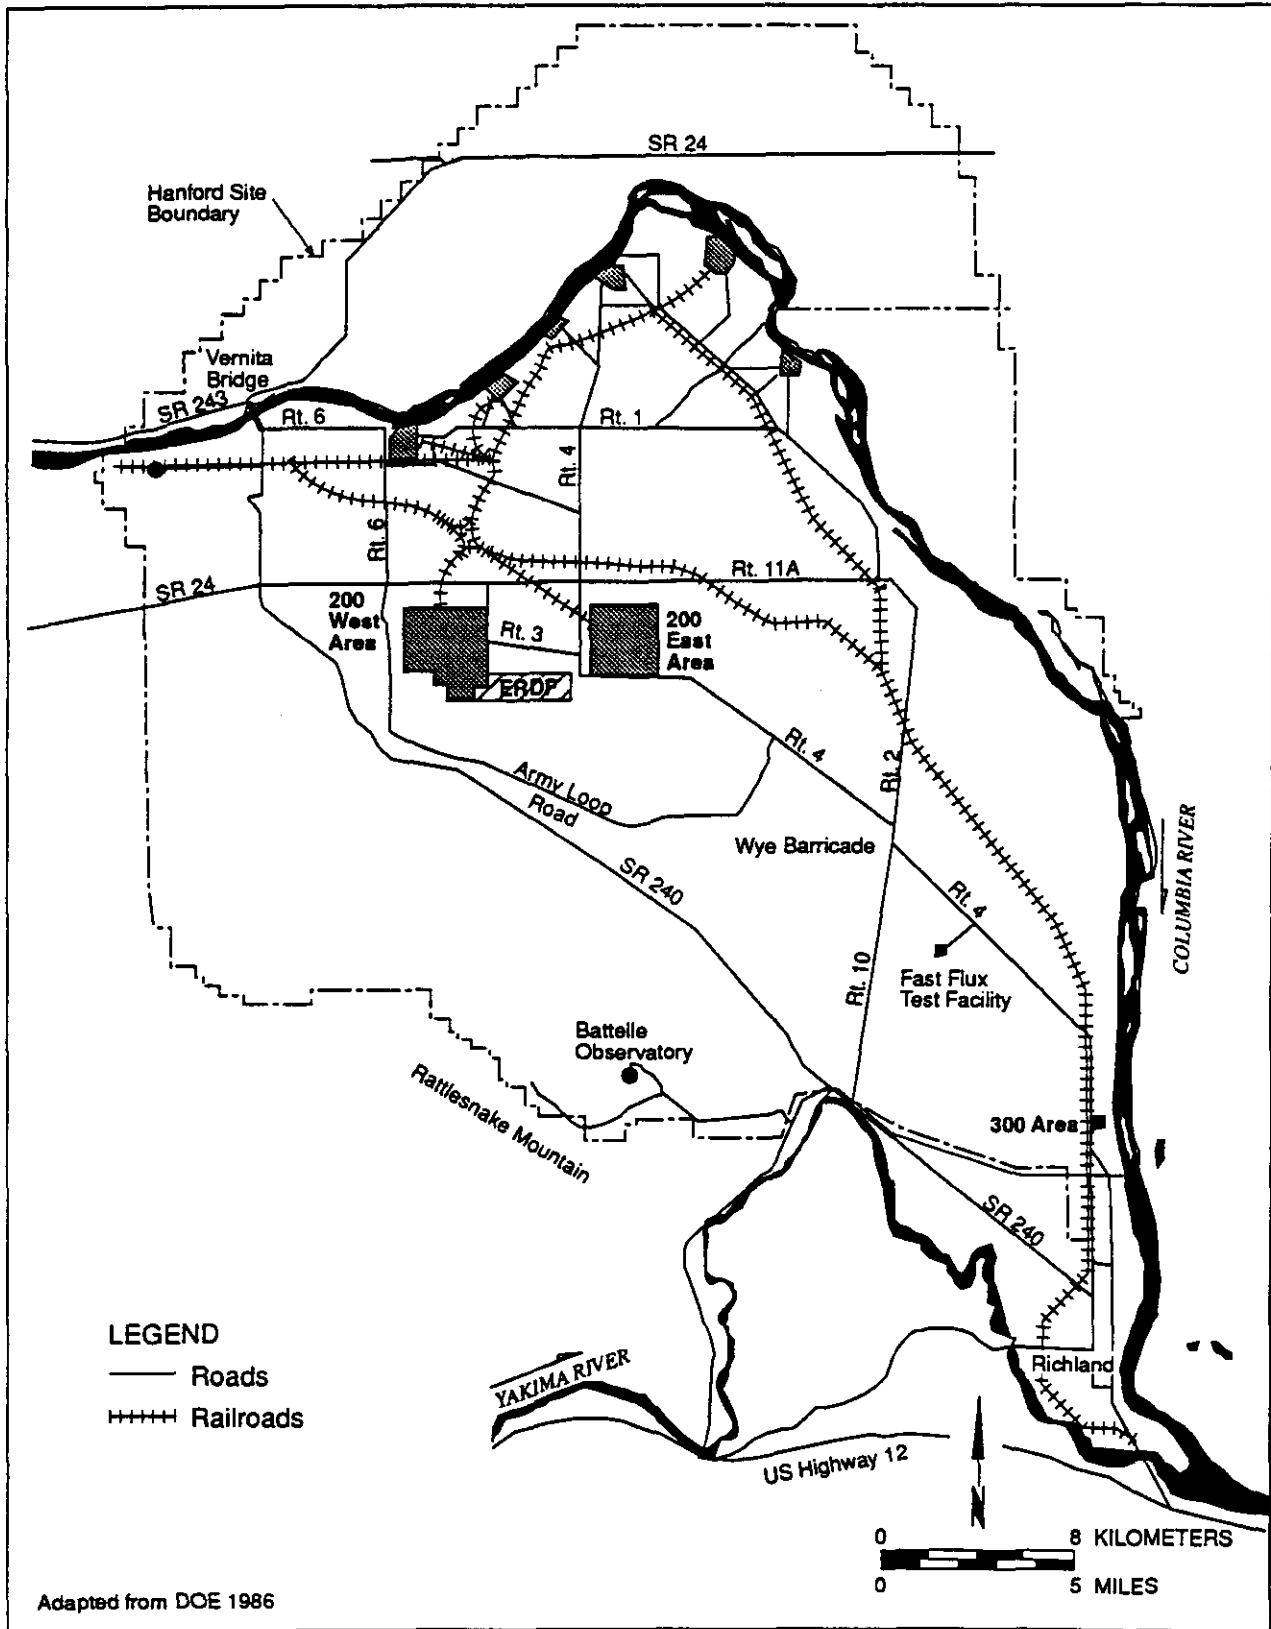 SR 24
Hanford Site
Boundary
Vernita
Bridge
SR 243
Rt. 6
Rt. 1
Rt. 4
Rt. 6
Rt. 11A
SR 24
200
West
Area
Rt. 3
200
East
Area
ERDF
Rt. 4
Rt. 2
Army Loop
Road
Wye Barricade
SR 240
Rt. 4
COLUMBIA RIVER
Rt. 10
Fast Flux
Test Facility
Battelle
Observatory
Rattlesnake Mountain
300 Area
SR 240
LEGEND
Roads
Railroads
YAKIMA RIVER
Richland
US Highway 12
N
0 8 KILOMETERS
0 5 MILES
Adapted from DOE 1986